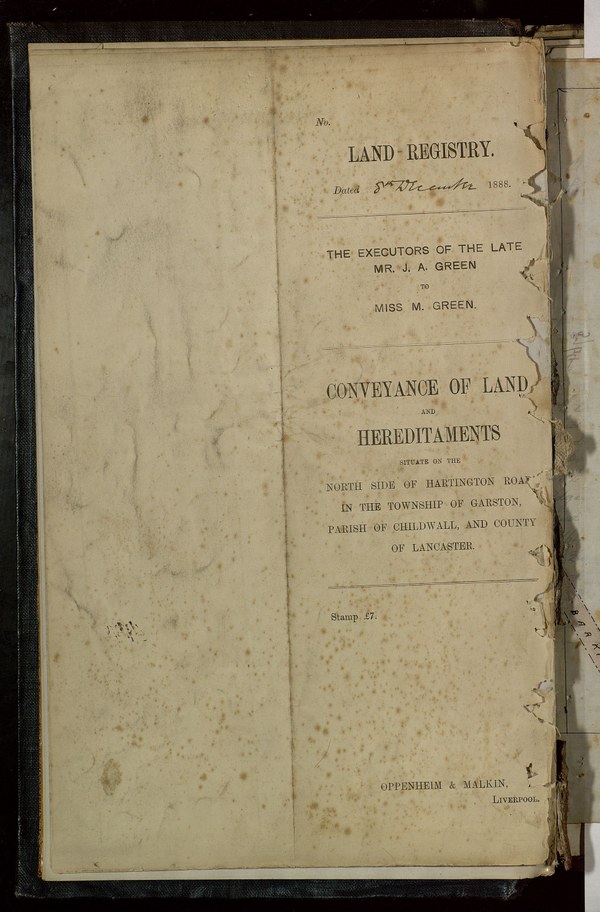 No.
LAND REGISTRY.
Dated 8th December 1888.
THE EXECUTORS OF THE LATE
MR. J. A. GREEN
TO
MISS M. GREEN.
CONVEYANCE OF LAND
AND
HEREDITAMENTS
SITUATE ON THE
NORTH SIDE OF HARTINGTON ROAD
IN THE TOWNSHIP OF GARSTON,
PARISH OF CHILDWALL, AND COUNTY
OF LANCASTER.
Stamp £7.
OPPENHEIM & MALKIN,
LIVERPOOL.